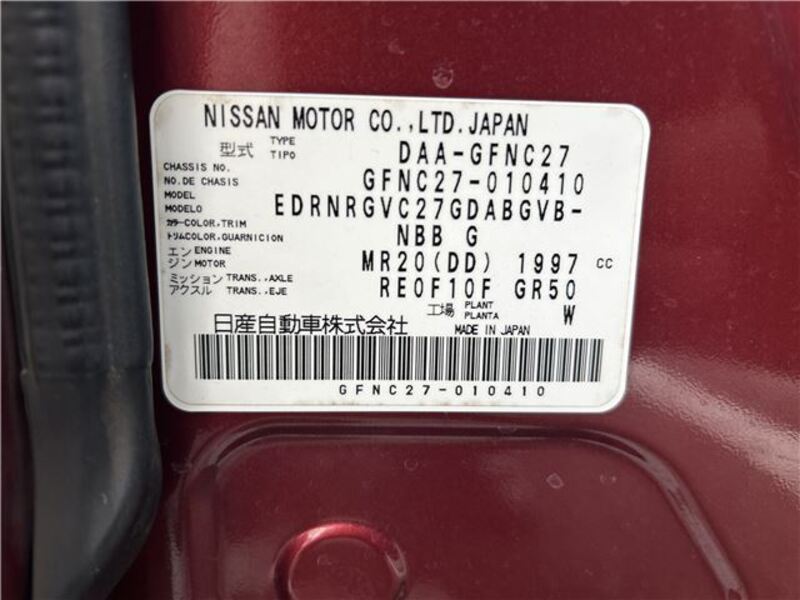 NISSAN MOTOR CO.,LTD.JAPAN
型式 TYPE TIPO DAA-GFNC27
CHASSIS NO.
NO.DE CHASIS GFNC27-010410
MODEL
MODELO EDRNRGVC27GDABGVB-
カラー COLOR,TRIM
トリムCOLOR,GUARNICION NBB G
エン ENGINE
ジン MOTOR MR20(DD) 1997 CC
ミッション TRANS.,AXLE
アクスル TRANS.,EJE RE0F10F GR50
工場 PLANT PLANTA W
日産自動車株式会社 MADE IN JAPAN
GFNC27-010410